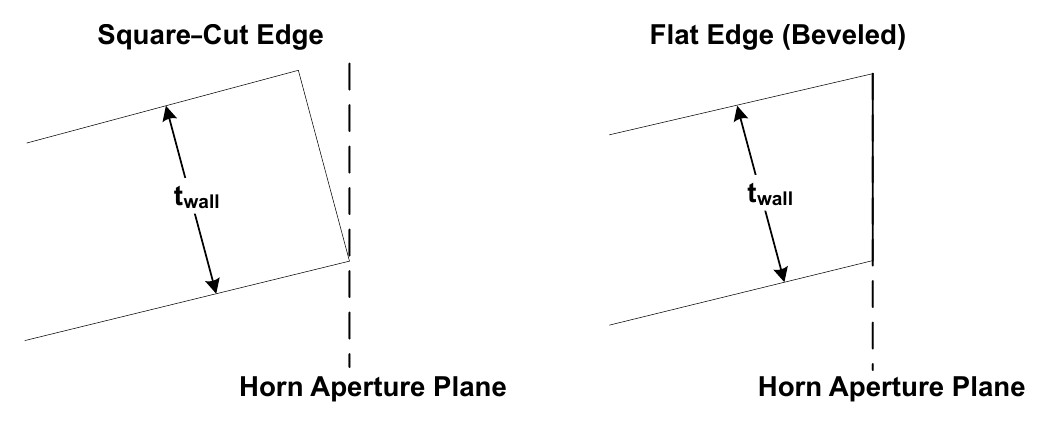 Square-Cut Edge
Flat Edge (Beveled)
twall
twall
Horn Aperture Plane
Horn Aperture Plane